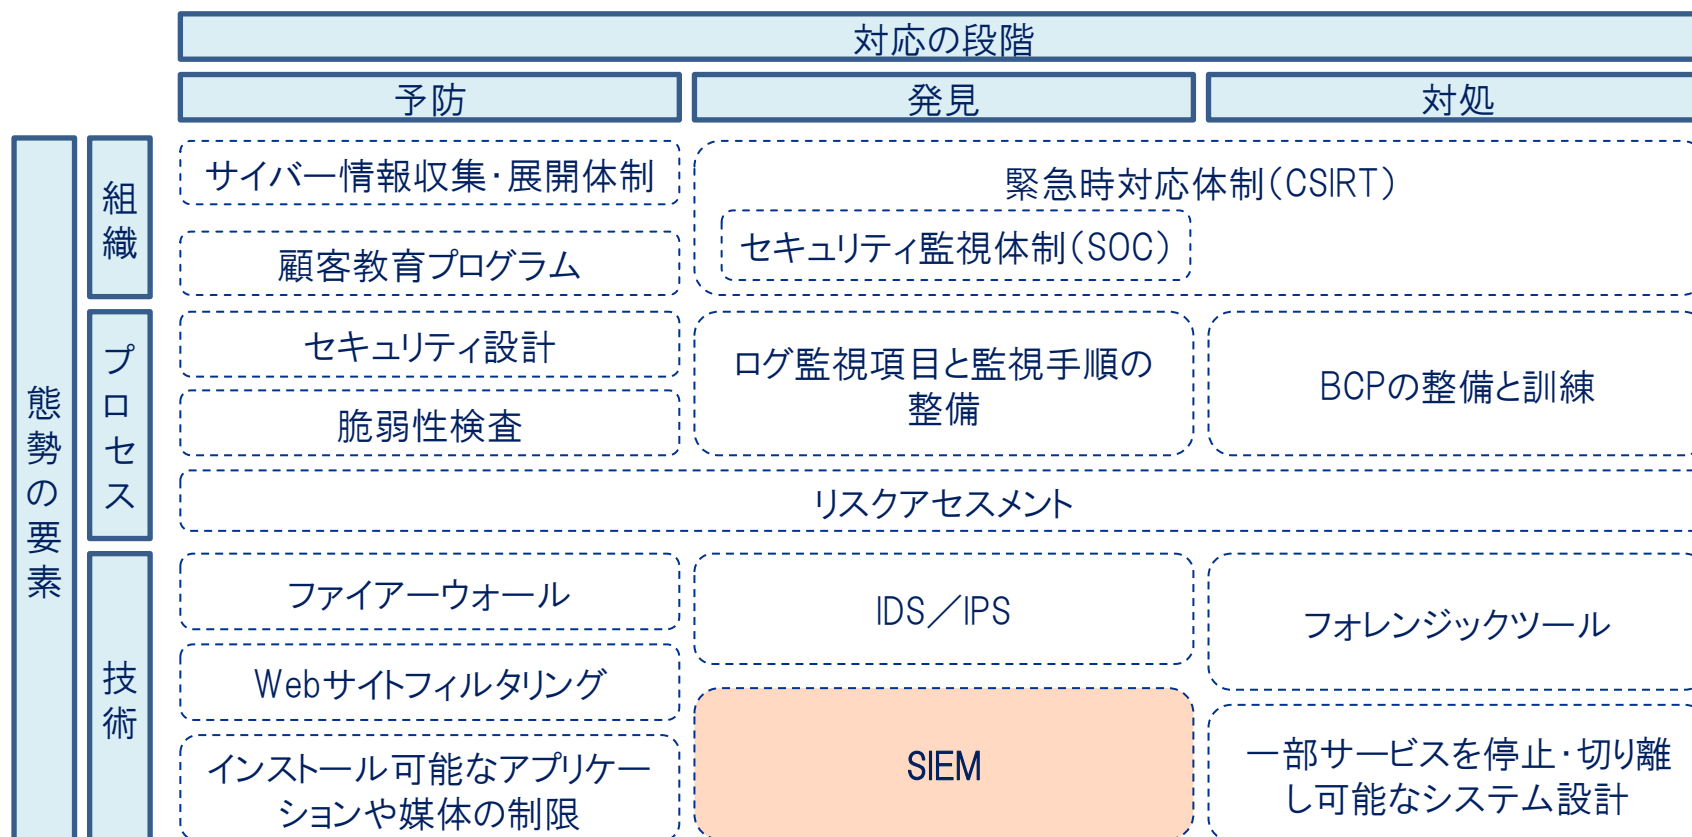 対応の段階
予防
発見
対処
態勢の要素
組織
サイバー情報収集・展開体制
顧客教育プログラム
緊急時対応体制（CSIRT）
セキュリティ監視体制（SOC）
プロセス
セキュリティ設計
脆弱性検査
ログ監視項目と監視手順の
整備
BCPの整備と訓練
リスクアセスメント
技術
ファイアーウォール
Webサイトフィルタリング
インストール可能なアプリケー
ションや媒体の制限
IDS／IPS
SIEM
フォレンジックツール
一部サービスを停止・切り離
し可能なシステム設計